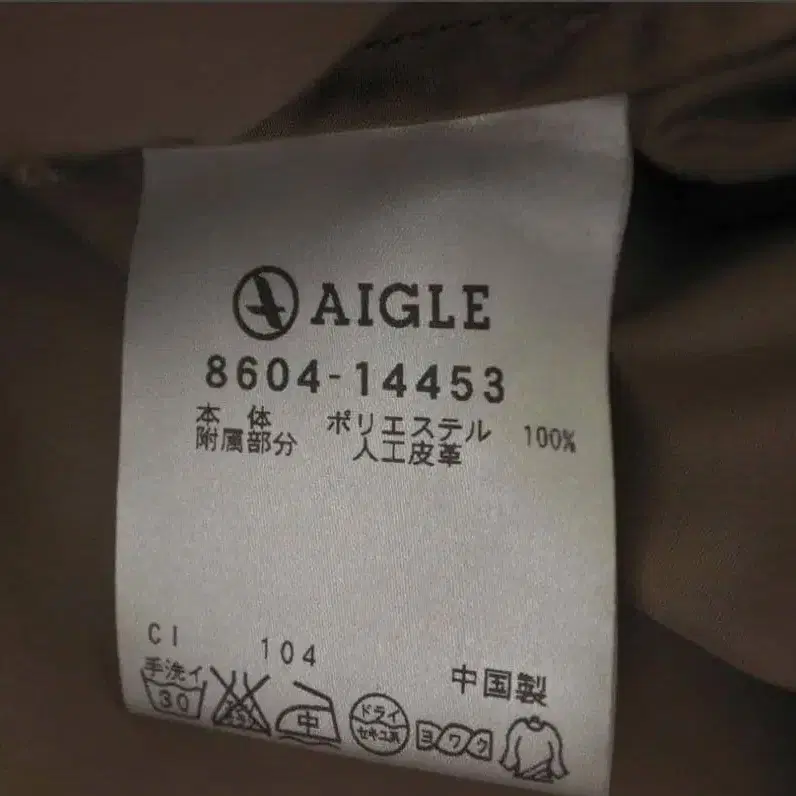 AIGLE
8604-14453
本体 ポリエステル 100%
附属部分 人工皮革
CI 104
中国製
手洗イ
30
中
ドライ
セキユ系
ヨワク